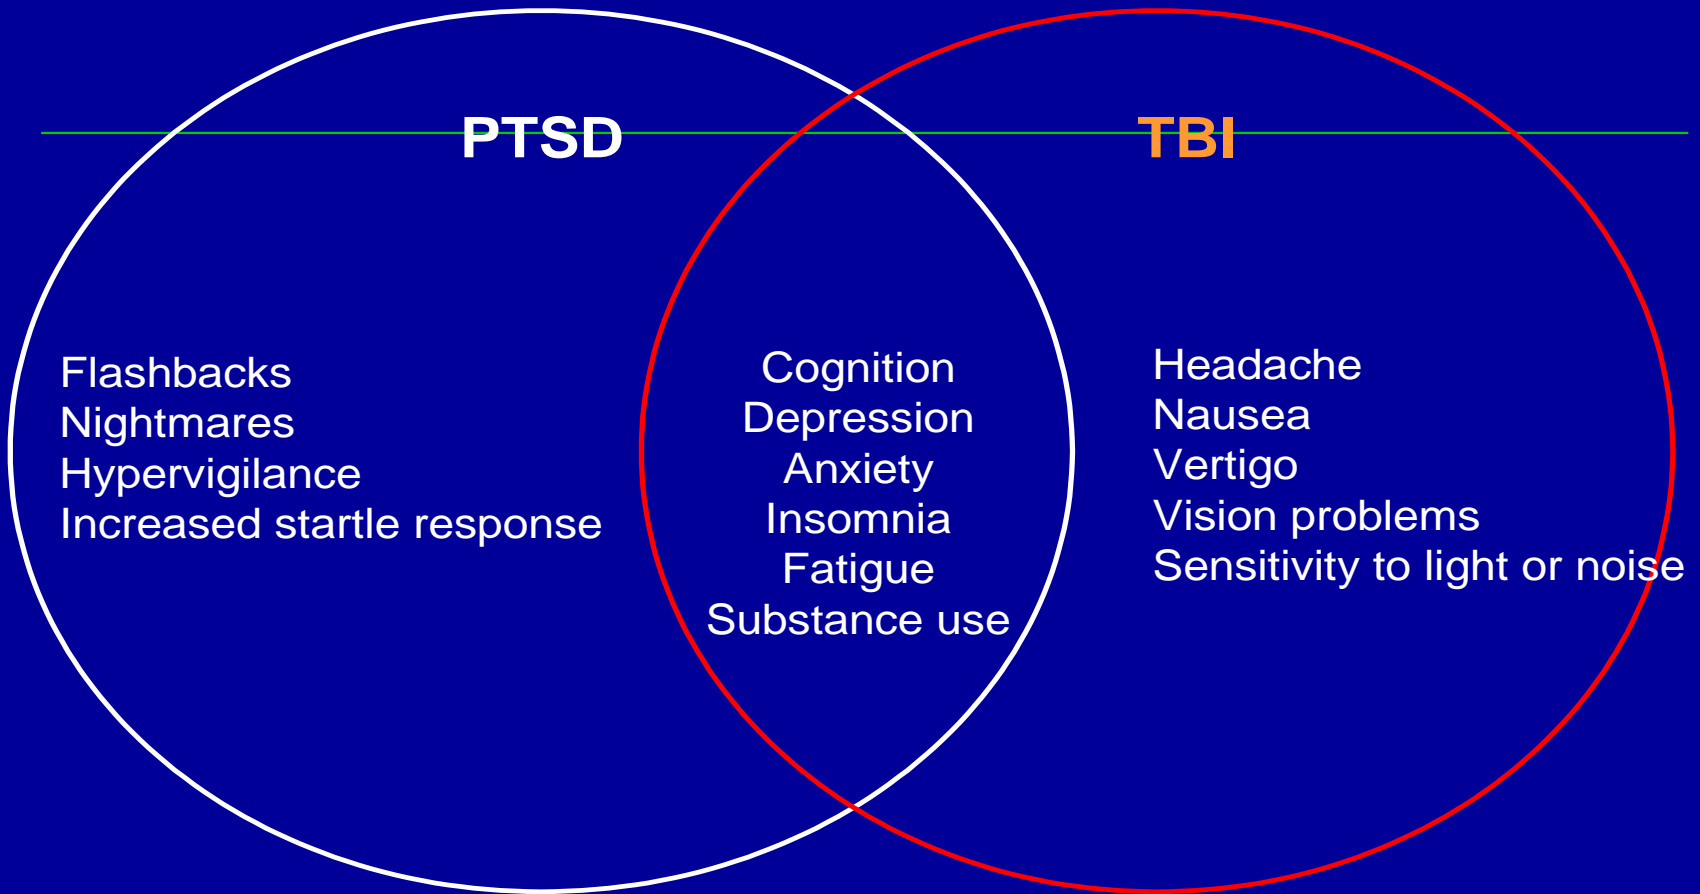 PTSD
TBI
Flashbacks
Nightmares
Hypervigilance
Increased startle response
Cognition
Depression
Anxiety
Insomnia
Fatigue
Substance use
Headache
Nausea
Vertigo
Vision problems
Sensitivity to light or noise